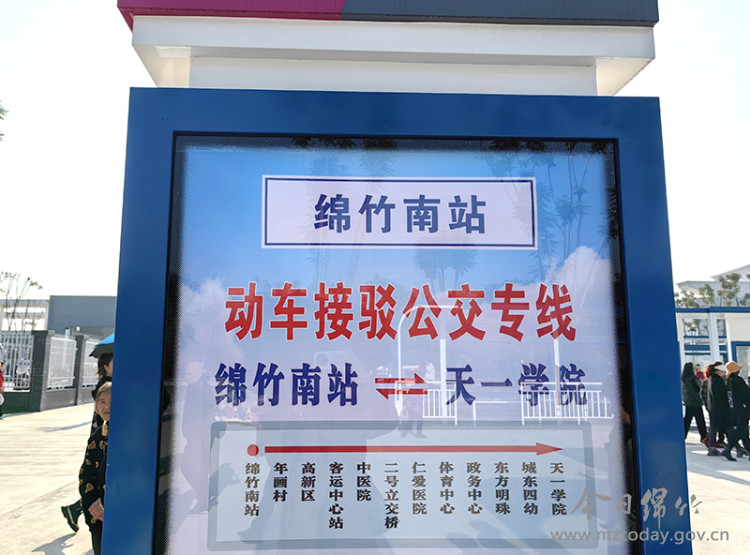 绵竹南站
动车接驳公交专线
绵竹南站 ⇌ 天一学院
绵竹南站
年画村
高新区
客运中心站
中医院
二号立交桥
仁爱医院
体育中心
政务中心
东方明珠
城东四幼
天一学院
今日绵竹
www.mztoday.gov.cn